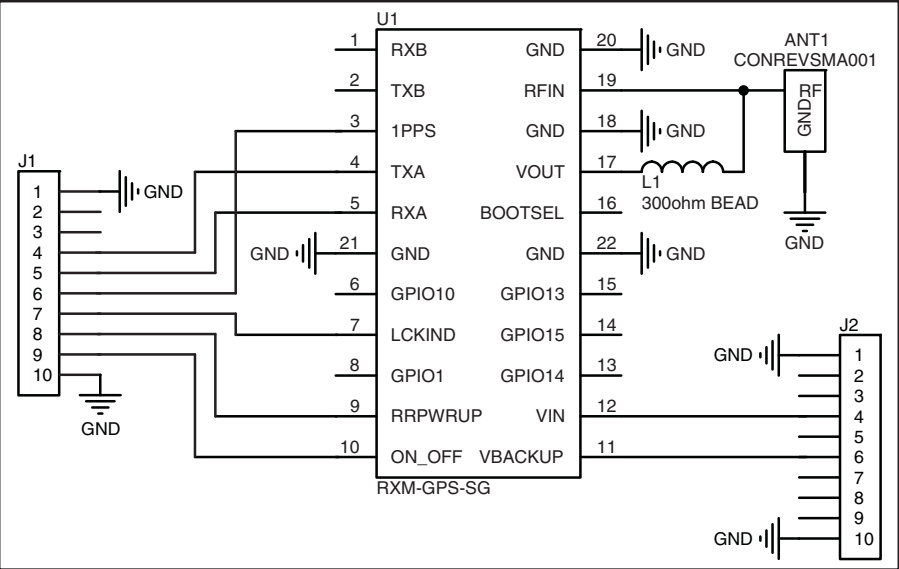 U1
1 RXB GND 20 GND
2 TXB RFIN 19
3 1PPS GND 18 GND
4 TXA VOUT 17
5 RXA BOOTSEL 16
GND 21 GND GND 22 GND
6 GPIO10 GPIO13 15
7 LCKIND GPIO15 14
8 GPIO1 GPIO14 13
9 RRPWRUP VIN 12
10 ON_OFF VBACKUP 11
RXM-GPS-SG
ANT1
CONREVSMA001
RF
GND
GND
L1
300ohm BEAD
J1
1 GND
2
3
4
5
6
7
8
9
10
GND
J2
GND 1
2
3
4
5
6
7
8
9
GND 10